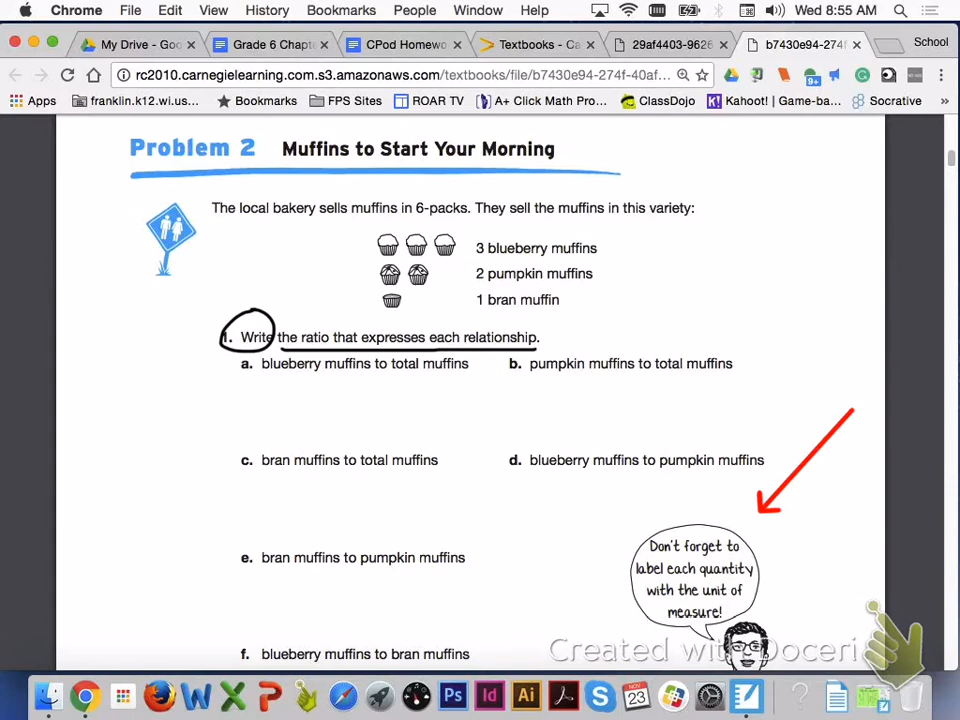 Chrome File Edit View History Bookmarks People Window Help Wed 8:55 AM
My Drive - Goo
Grade 6 Chapte
CPod Homewo
Textbooks - Ca
29af4403-9626
b7430e94-274f
School
rc2010.carnegielearning.com.s3.amazonaws.com/textbooks/file/b7430e94-274f-40af...
Apps franklin.k12.wi.us... Bookmarks FPS Sites ROAR TV A+ Click Math Pro... ClassDojo Kahoot! | Game-ba... Socrative »
Problem 2 Muffins to Start Your Morning
The local bakery sells muffins in 6-packs. They sell the muffins in this variety:
3 blueberry muffins
2 pumpkin muffins
1 bran muffin
1. Write the ratio that expresses each relationship.
a. blueberry muffins to total muffins b. pumpkin muffins to total muffins
c. bran muffins to total muffins d. blueberry muffins to pumpkin muffins
e. bran muffins to pumpkin muffins
Don't forget to
label each quantity
with the unit of
measure!
f. blueberry muffins to bran muffins
Created with Doceri